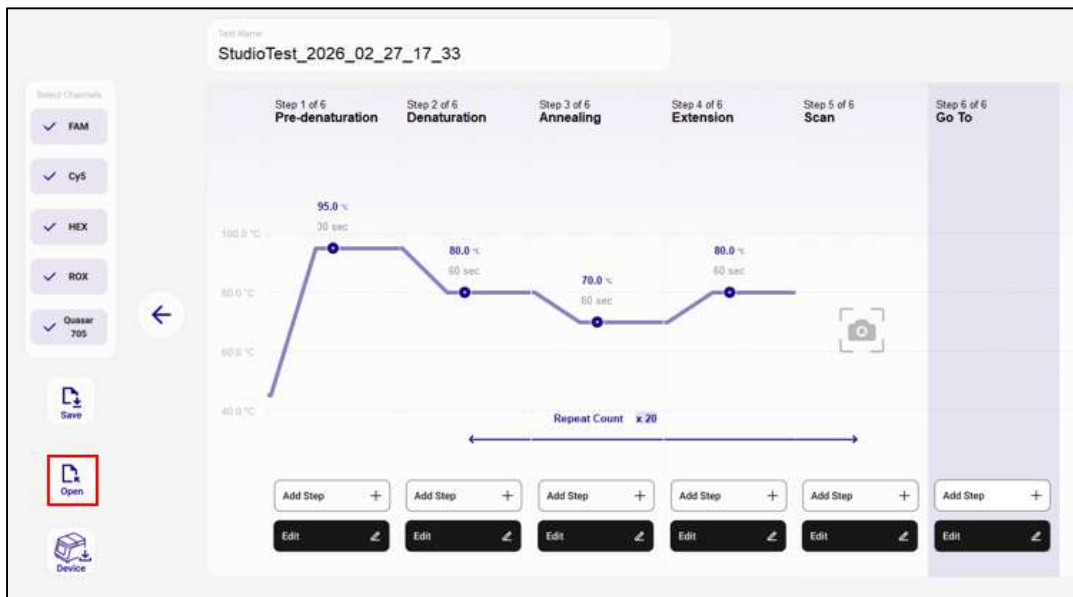 Test Name
StudioTest_2026_02_27_17_33
Select Channels
FAM
Cy5
HEX
ROX
Quasar
705
Save
Open
Device
Step 1 of 6
Pre-denaturation
Step 2 of 6
Denaturation
Step 3 of 6
Annealing
Step 4 of 6
Extension
Step 5 of 6
Scan
Step 6 of 6
Go To
100.0 °C
80.0 °C
60.0 °C
40.0 °C
95.0 °C
30 sec
80.0 °C
60 sec
70.0 °C
60 sec
80.0 °C
60 sec
Repeat Count x 20
Add Step
Add Step
Add Step
Add Step
Add Step
Add Step
Edit
Edit
Edit
Edit
Edit
Edit